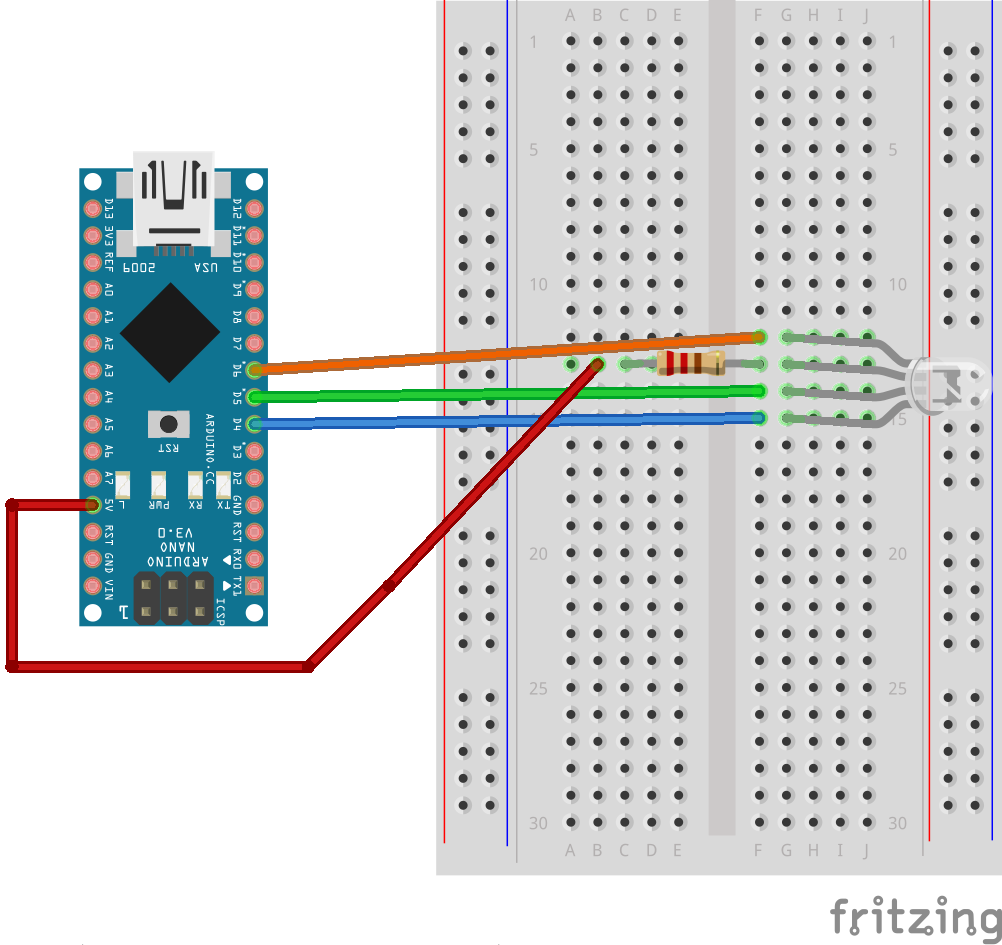 A B C D E F G H I J
1 1
5 5
10 10
15
20 20
25 25
30 30
A B C D E F G H I J
D13
3V3
REF
A0
A1
A2
A3
A4
A5
A6
A7
5V
RST
GND
VIN
D12
D11
D10
D9
D8
D7
D6
D5
D4
D3
D2
GND
RST
RX0
TX1
USA
2009
RST
ARDUINO.CC
TX
RX
PWR
L
ARDUINO
NANO
V3.0
ICSP
1
fritzing